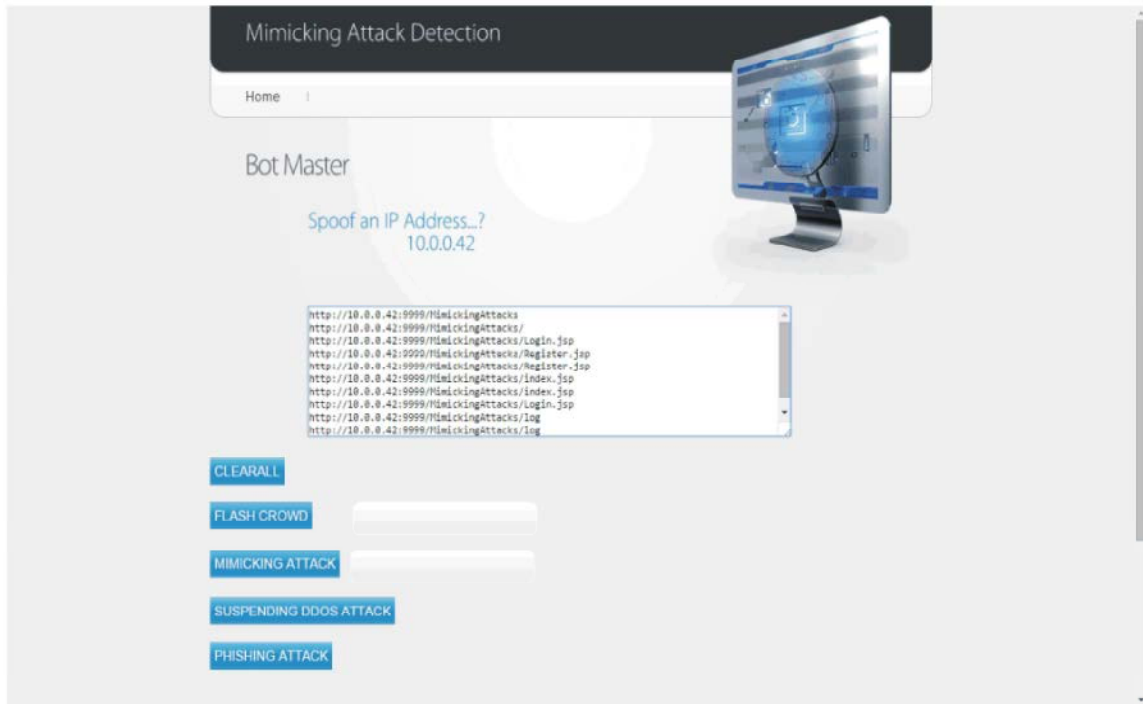 Mimicking Attack Detection
Home
Bot Master
Spoof an IP Address...?
10.0.0.42
http://10.0.0.42:9999/MimickingAttacks
http://10.0.0.42:9999/MimickingAttacks/
http://10.0.0.42:9999/MimickingAttacks/Login.jsp
http://10.0.0.42:9999/MimickingAttacks/Register.jsp
http://10.0.0.42:9999/MimickingAttacks/Register.jsp
http://10.0.0.42:9999/MimickingAttacks/index.jsp
http://10.0.0.42:9999/MimickingAttacks/index.jsp
http://10.0.0.42:9999/MimickingAttacks/Login.jsp
http://10.0.0.42:9999/MimickingAttacks/log
http://10.0.0.42:9999/MimickingAttacks/log
CLEARALL
FLASH CROWD
MIMICKING ATTACK
SUSPENDING DDOS ATTACK
PHISHING ATTACK